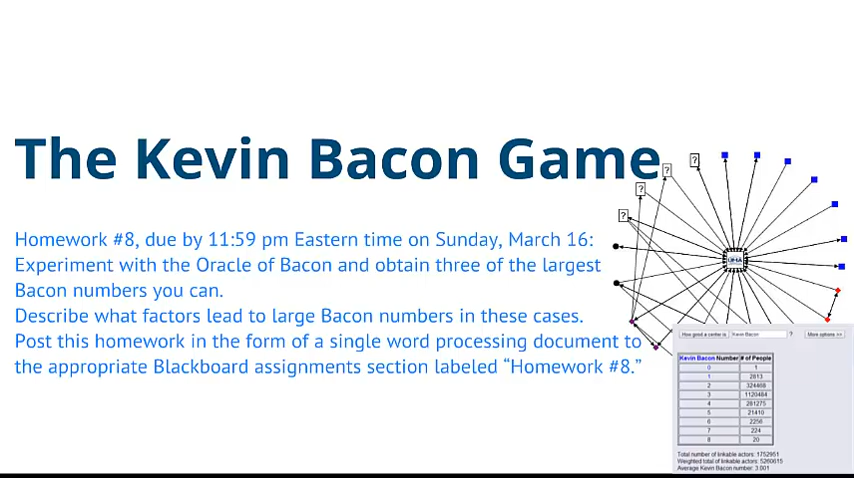 The Kevin Bacon Game
Homework #8, due by 11:59 pm Eastern time on Sunday, March 16:
Experiment with the Oracle of Bacon and obtain three of the largest
Bacon numbers you can.
Describe what factors lead to large Bacon numbers in these cases.
Post this homework in the form of a single word processing document to
the appropriate Blackboard assignments section labeled “Homework #8.”
?
?
?
?
How good a center is Kevin Bacon ? More options >>
Kevin Bacon Number # of People
0 1
1 2813
2 324468
3 1120484
4 281275
5 21410
6 2256
7 224
8 20
Total number of linkable actors: 1752951
Weighted total of linkable actors: 5260615
Average Kevin Bacon number: 3.001